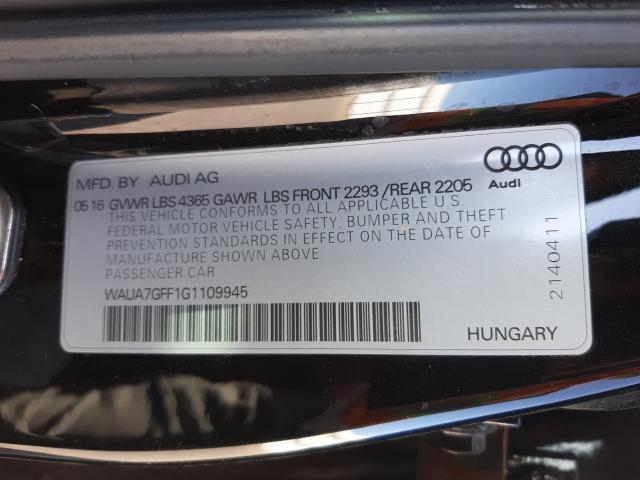 MFD. BY AUDI AG
05 16 GVWR LBS 4365 GAWR LBS FRONT 2293 /REAR 2205
THIS VEHICLE CONFORMS TO ALL APPLICABLE U.S.
FEDERAL MOTOR VEHICLE SAFETY, BUMPER AND THEFT
PREVENTION STANDARDS IN EFFECT ON THE DATE OF
MANUFACTURE SHOWN ABOVE
PASSENGER CAR
WAUA7GFF1G1109945
HUNGARY
Audi
2140411